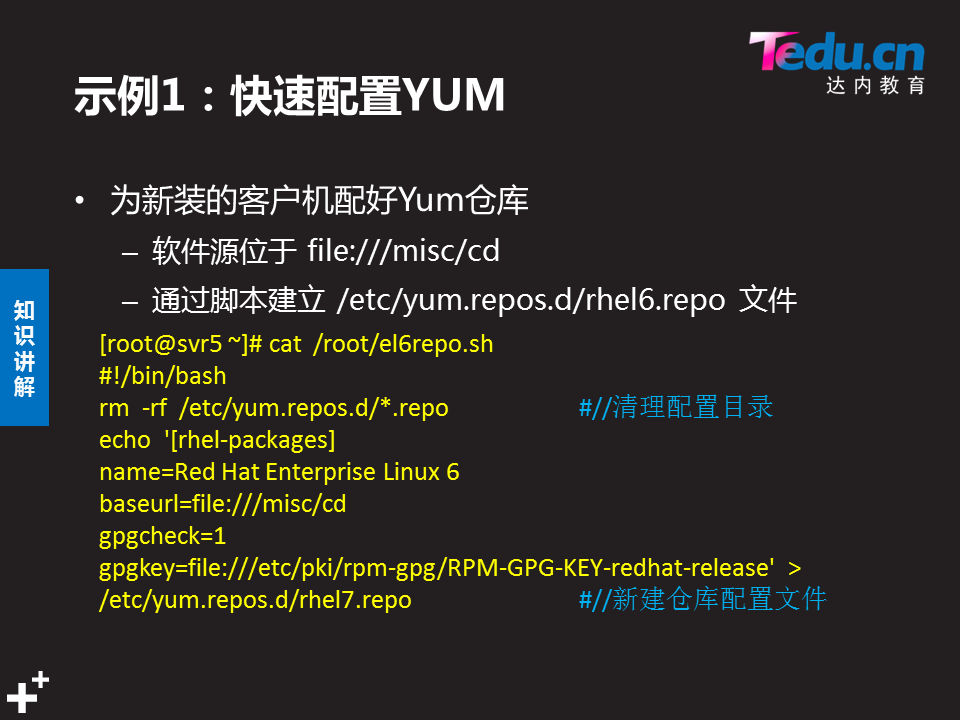 Tedu.cn
达内教育
示例1：快速配置YUM
• 为新装的客户机配好Yum仓库
– 软件源位于 file:///misc/cd
– 通过脚本建立 /etc/yum.repos.d/rhel6.repo 文件
知识讲解
[root@svr5 ~]# cat /root/el6repo.sh
#!/bin/bash
rm -rf /etc/yum.repos.d/*.repo #//清理配置目录
echo '[rhel-packages]
name=Red Hat Enterprise Linux 6
baseurl=file:///misc/cd
gpgcheck=1
gpgkey=file:///etc/pki/rpm-gpg/RPM-GPG-KEY-redhat-release' >
/etc/yum.repos.d/rhel7.repo #//新建仓库配置文件